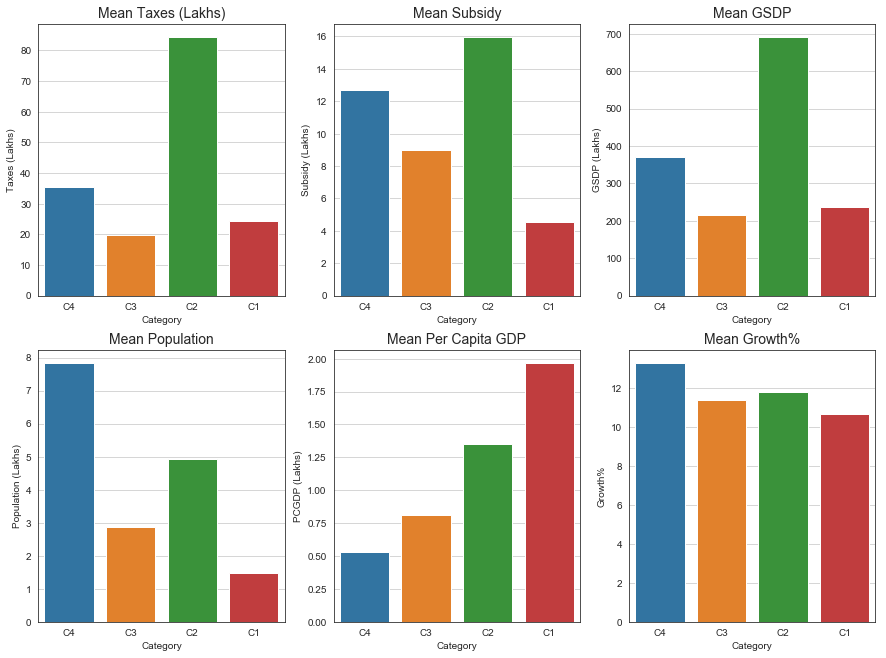 Mean Taxes (Lakhs)
Taxes (Lakhs)
80
70
60
50
40
30
20
10
0
C4 C3 C2 C1
Category
Mean Subsidy
Subsidy (Lakhs)
16
14
12
10
8
6
4
2
0
C4 C3 C2 C1
Category
Mean GSDP
GSDP (Lakhs)
700
600
500
400
300
200
100
0
C4 C3 C2 C1
Category
Mean Population
Population (Lakhs)
8
7
6
5
4
3
2
1
0
C4 C3 C2 C1
Category
Mean Per Capita GDP
PCGDP (Lakhs)
2.00
1.75
1.50
1.25
1.00
0.75
0.50
0.25
0.00
C4 C3 C2 C1
Category
Mean Growth%
Growth%
12
10
8
6
4
2
0
C4 C3 C2 C1
Category